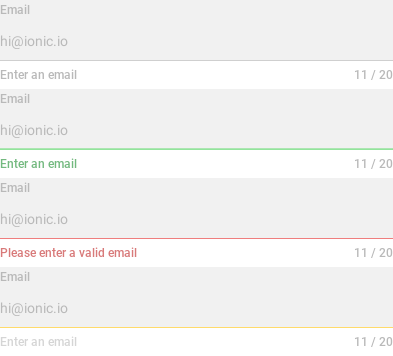 Email
hi@ionic.io
Enter an email 11 / 20
Email
hi@ionic.io
Enter an email 11 / 20
Email
hi@ionic.io
Please enter a valid email 11 / 20
Email
hi@ionic.io
Enter an email 11 / 20